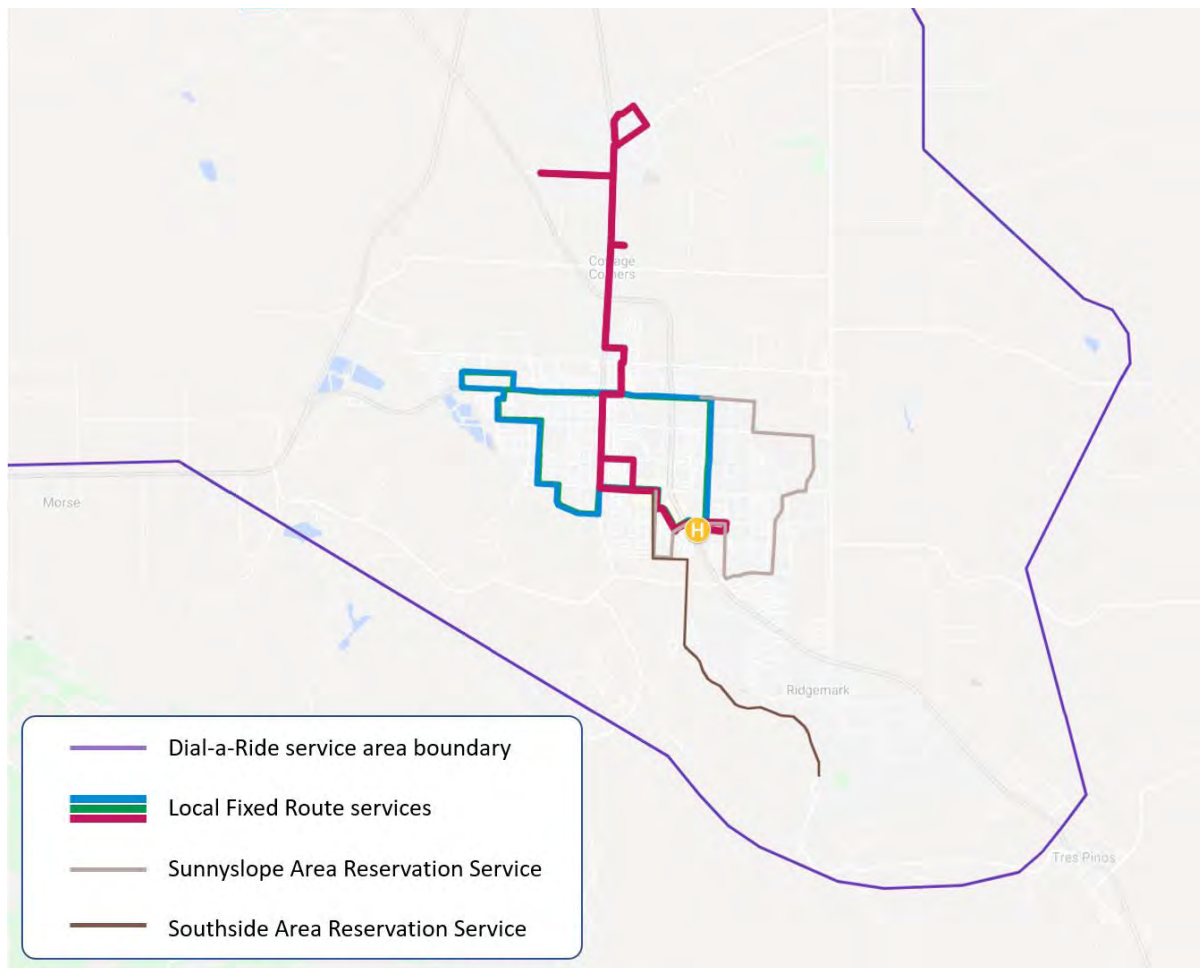 Cottage
Corners
H
Morse
Ridgemark
Tres Pinos
Dial-a-Ride service area boundary
Local Fixed Route services
Sunnyslope Area Reservation Service
Southside Area Reservation Service